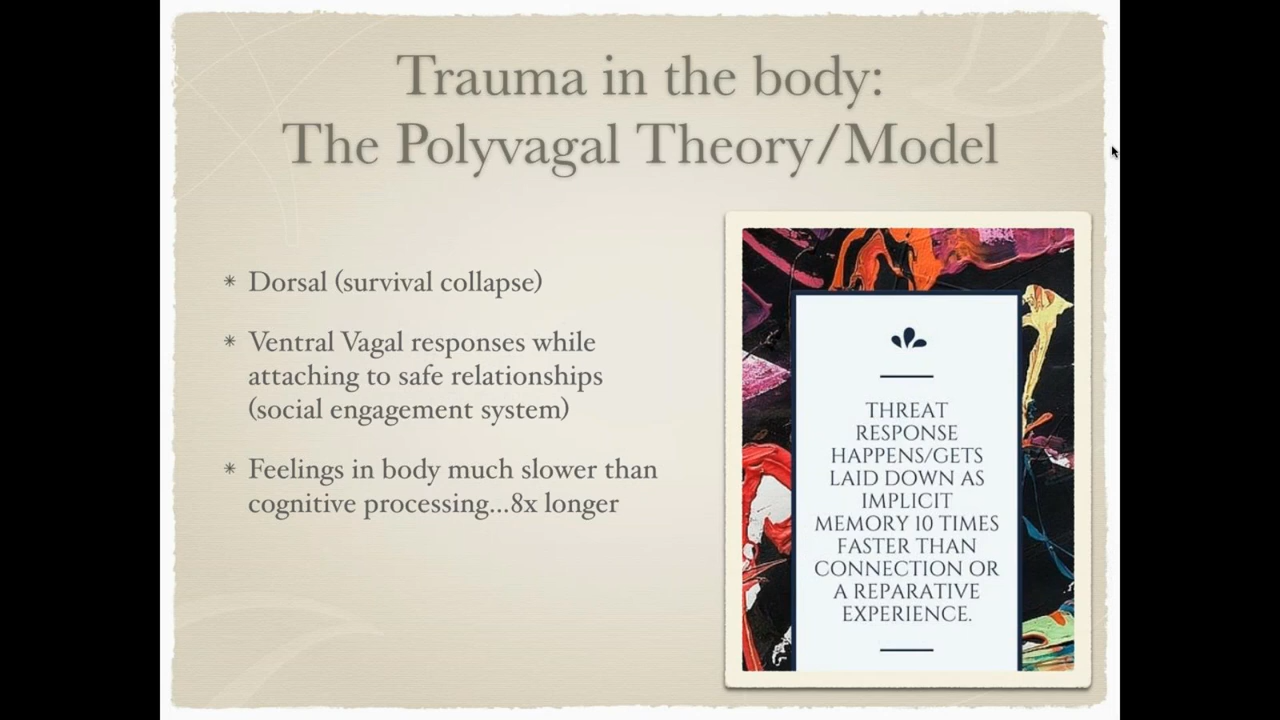 Trauma in the body:
The Polyvagal Theory/Model
* Dorsal (survival collapse)
* Ventral Vagal responses while
attaching to safe relationships
(social engagement system)
* Feelings in body much slower than
cognitive processing...8x longer
THREAT
RESPONSE
HAPPENS/GETS
LAID DOWN AS
IMPLICIT
MEMORY 10 TIMES
FASTER THAN
CONNECTION OR
A REPARATIVE
EXPERIENCE.